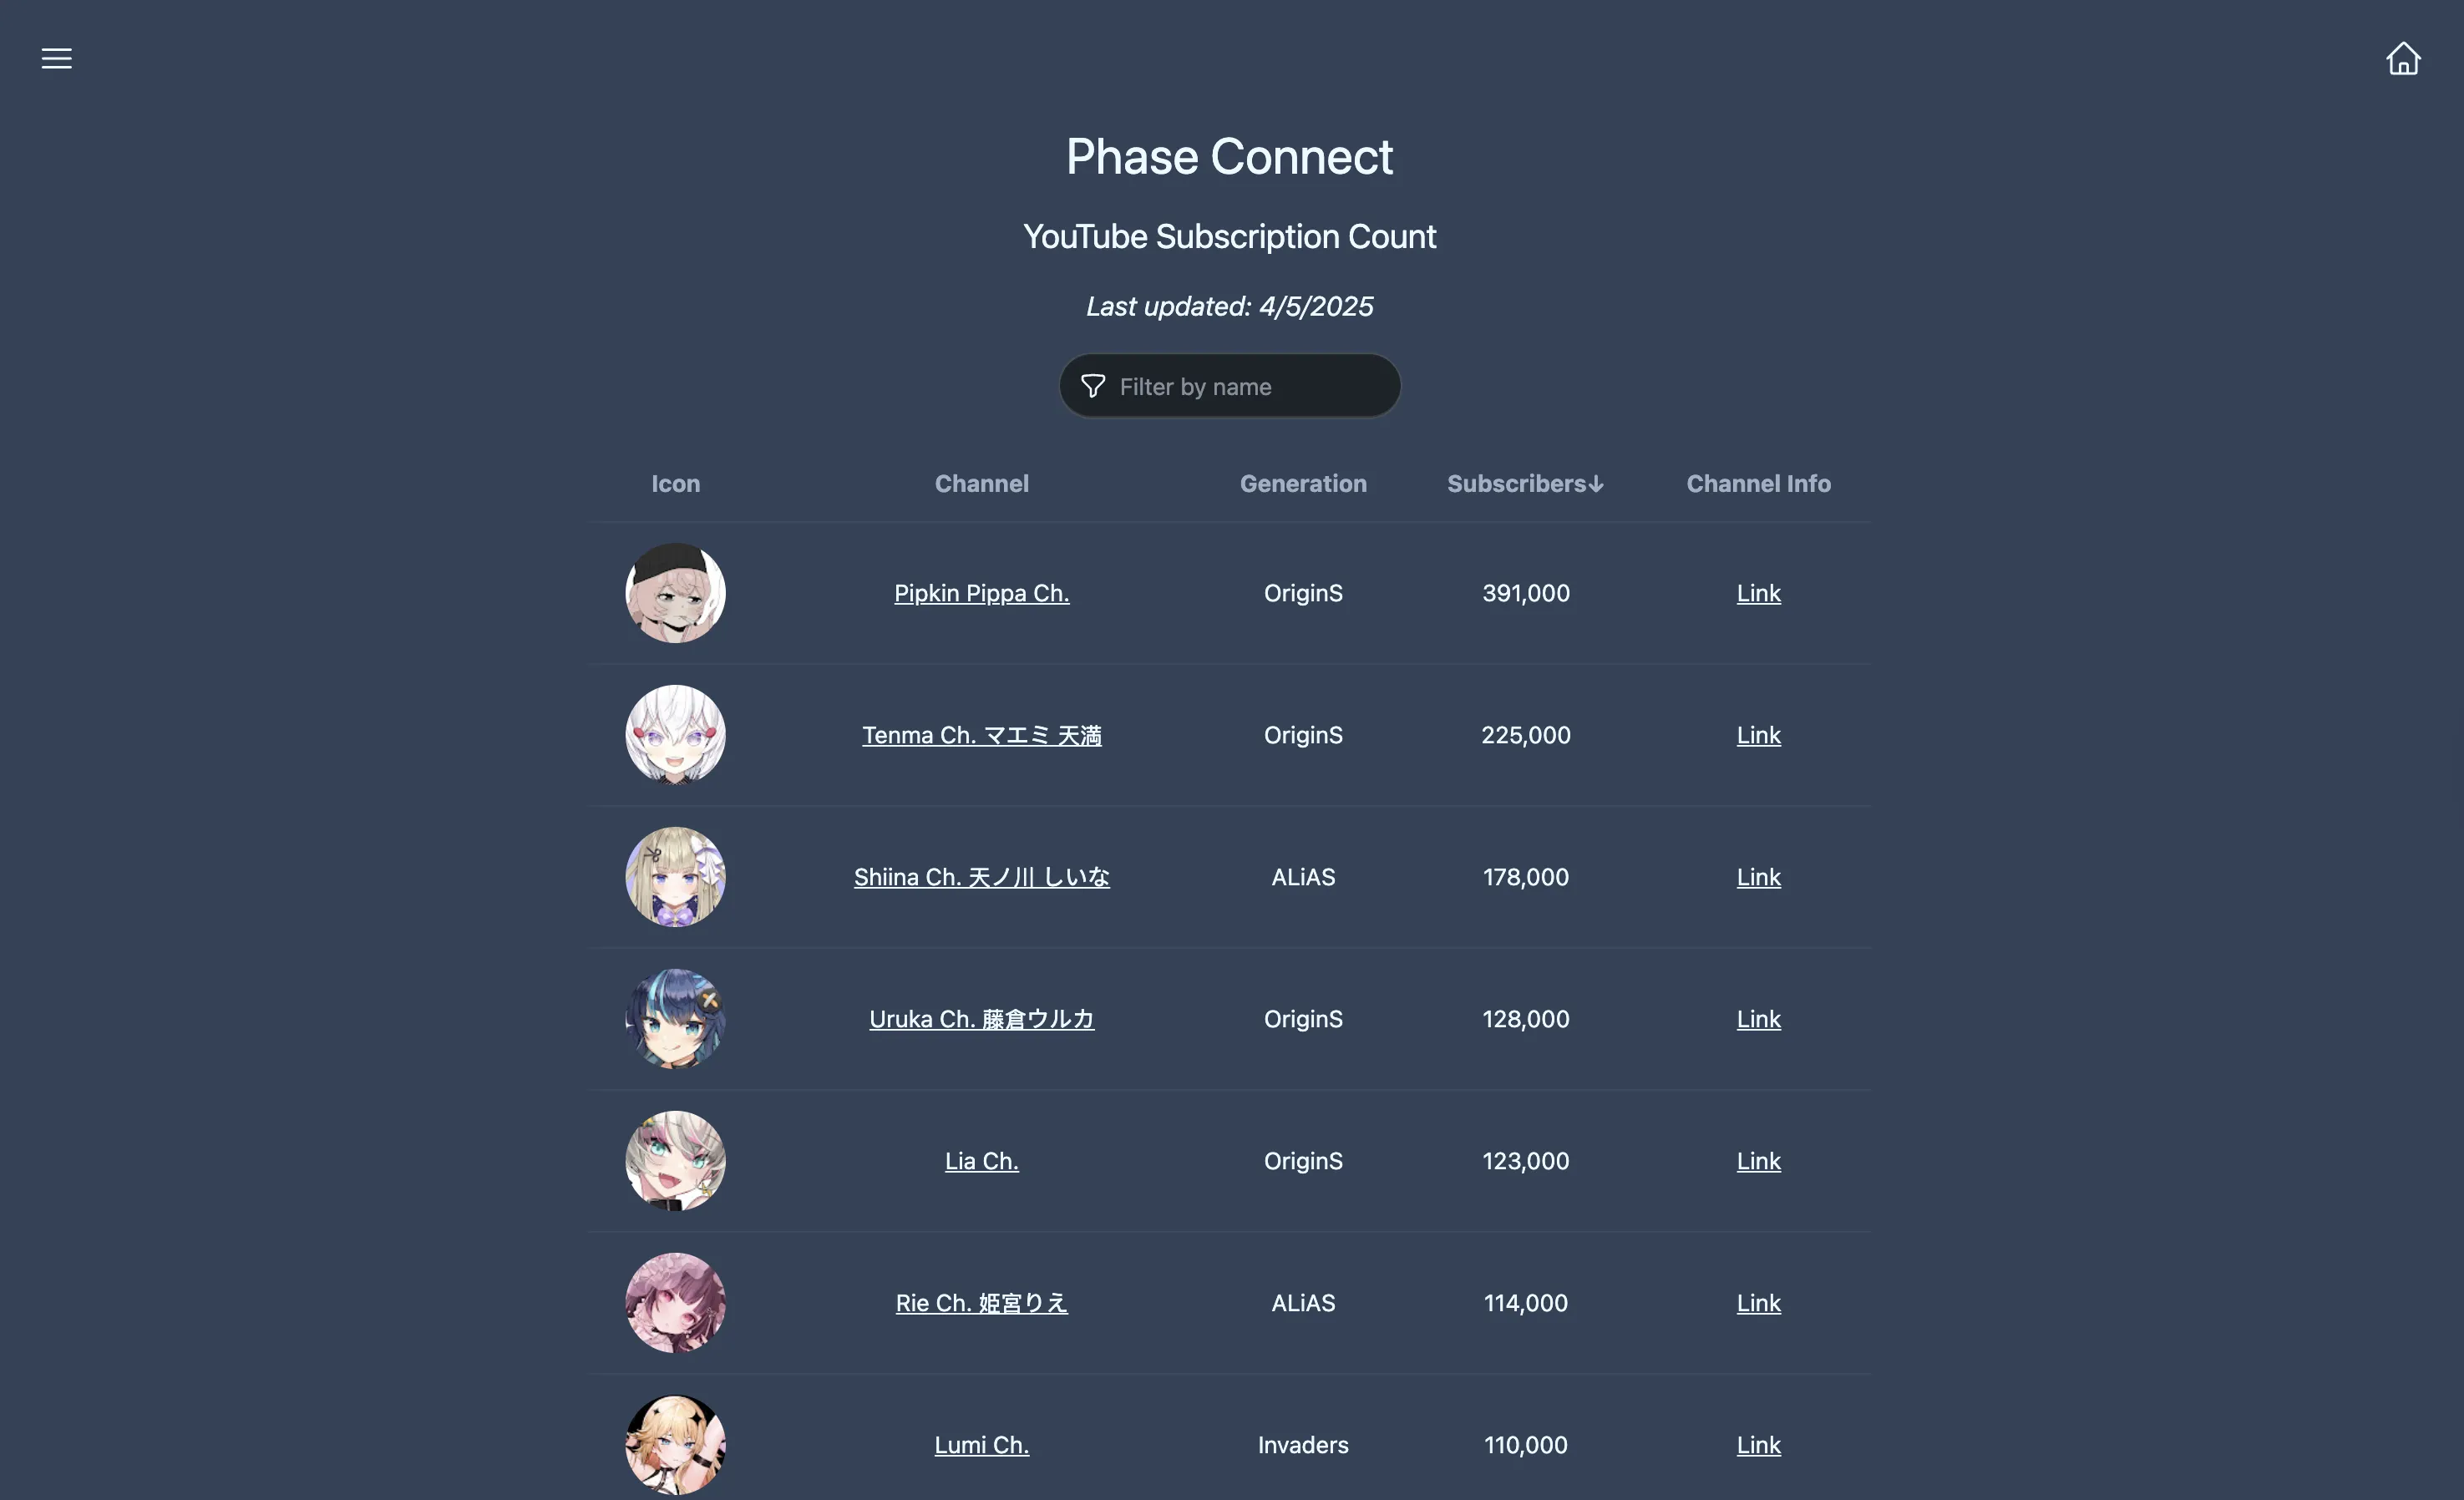 Phase Connect
YouTube Subscription Count
Last updated: 4/5/2025
Filter by name
Icon Channel Generation Subscribers↓ Channel Info
Pipkin Pippa Ch. OriginS 391,000 Link
Tenma Ch. マエミ 天満 OriginS 225,000 Link
Shiina Ch. 天ノ川 しいな ALiAS 178,000 Link
Uruka Ch. 藤倉ウルカ OriginS 128,000 Link
Lia Ch. OriginS 123,000 Link
Rie Ch. 姫宮りえ ALiAS 114,000 Link
Lumi Ch. Invaders 110,000 Link